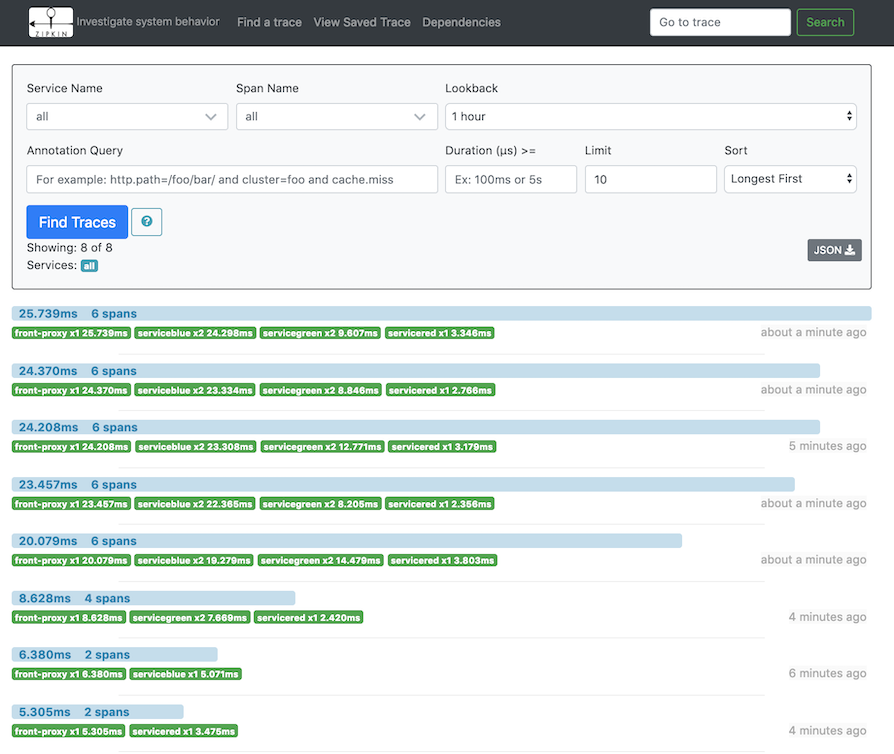 ZIPKIN Investigate system behavior Find a trace View Saved Trace Dependencies Go to trace Search
Service Name Span Name Lookback
all all 1 hour
Annotation Query Duration (μs) >= Limit Sort
For example: http.path=/foo/bar/ and cluster=foo and cache.miss Ex: 100ms or 5s 10 Longest First
Find Traces ?
Showing: 8 of 8
Services: all JSON
25.739ms 6 spans
front-proxy x1 25.739ms serviceblue x2 24.298ms servicegreen x2 9.607ms servicered x1 3.346ms about a minute ago
24.370ms 6 spans
front-proxy x1 24.370ms serviceblue x2 23.334ms servicegreen x2 8.846ms servicered x1 2.766ms about a minute ago
24.208ms 6 spans
front-proxy x1 24.208ms serviceblue x2 23.308ms servicegreen x2 12.771ms servicered x1 3.179ms 5 minutes ago
23.457ms 6 spans
front-proxy x1 23.457ms serviceblue x2 22.365ms servicegreen x2 8.205ms servicered x1 2.356ms about a minute ago
20.079ms 6 spans
front-proxy x1 20.079ms serviceblue x2 19.279ms servicegreen x2 14.479ms servicered x1 3.803ms about a minute ago
8.628ms 4 spans
front-proxy x1 8.628ms servicegreen x2 7.669ms servicered x1 2.420ms 4 minutes ago
6.380ms 2 spans
front-proxy x1 6.380ms serviceblue x1 5.071ms 6 minutes ago
5.305ms 2 spans
front-proxy x1 5.305ms servicered x1 3.475ms 4 minutes ago